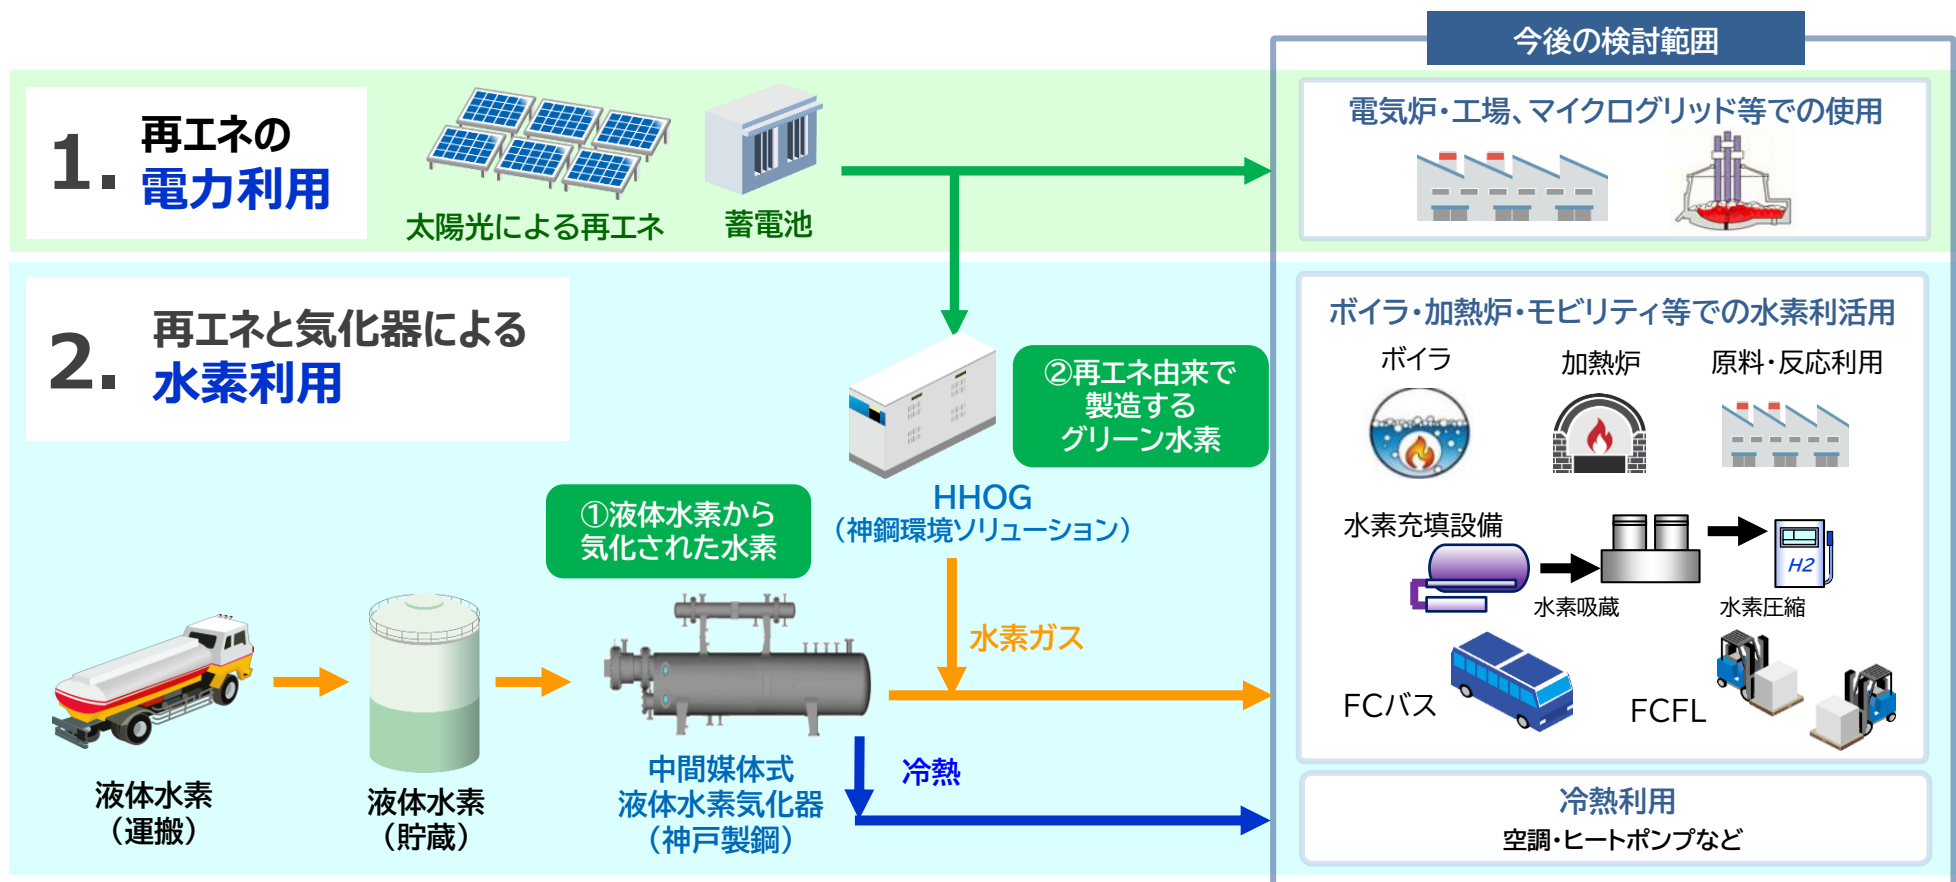 今後の検討範囲
1. 再エネの
電力利用
太陽光による再エネ
蓄電池
電気炉・工場、マイクログリッド等での使用
2. 再エネと気化器による
水素利用
②再エネ由来で
製造する
グリーン水素
HHOG
（神鋼環境ソリューション）
①液体水素から
気化された水素
水素ガス
液体水素
（運搬）
液体水素
（貯蔵）
中間媒体式
液体水素気化器
（神戸製鋼）
冷熱
ボイラ・加熱炉・モビリティ等での水素利活用
ボイラ
加熱炉
原料・反応利用
水素充填設備
H2
水素吸蔵
水素圧縮
FCバス
FCFL
冷熱利用
空調・ヒートポンプなど